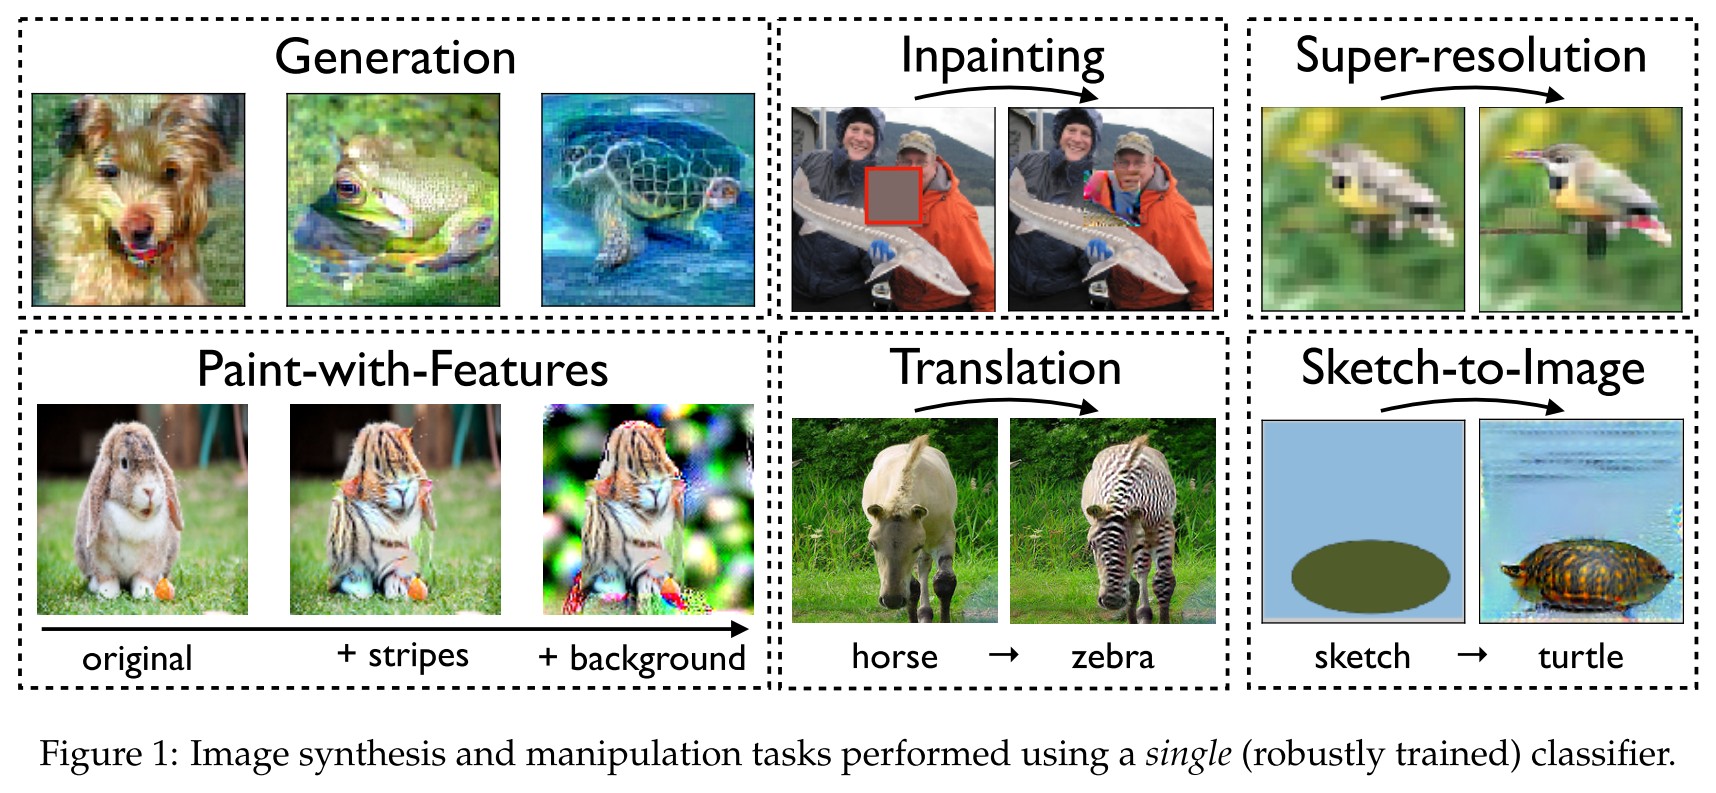 Generation
Inpainting
Super-resolution
Paint-with-Features
original
+ stripes
+ background
Translation
horse → zebra
Sketch-to-Image
sketch → turtle
Figure 1: Image synthesis and manipulation tasks performed using a single (robustly trained) classifier.